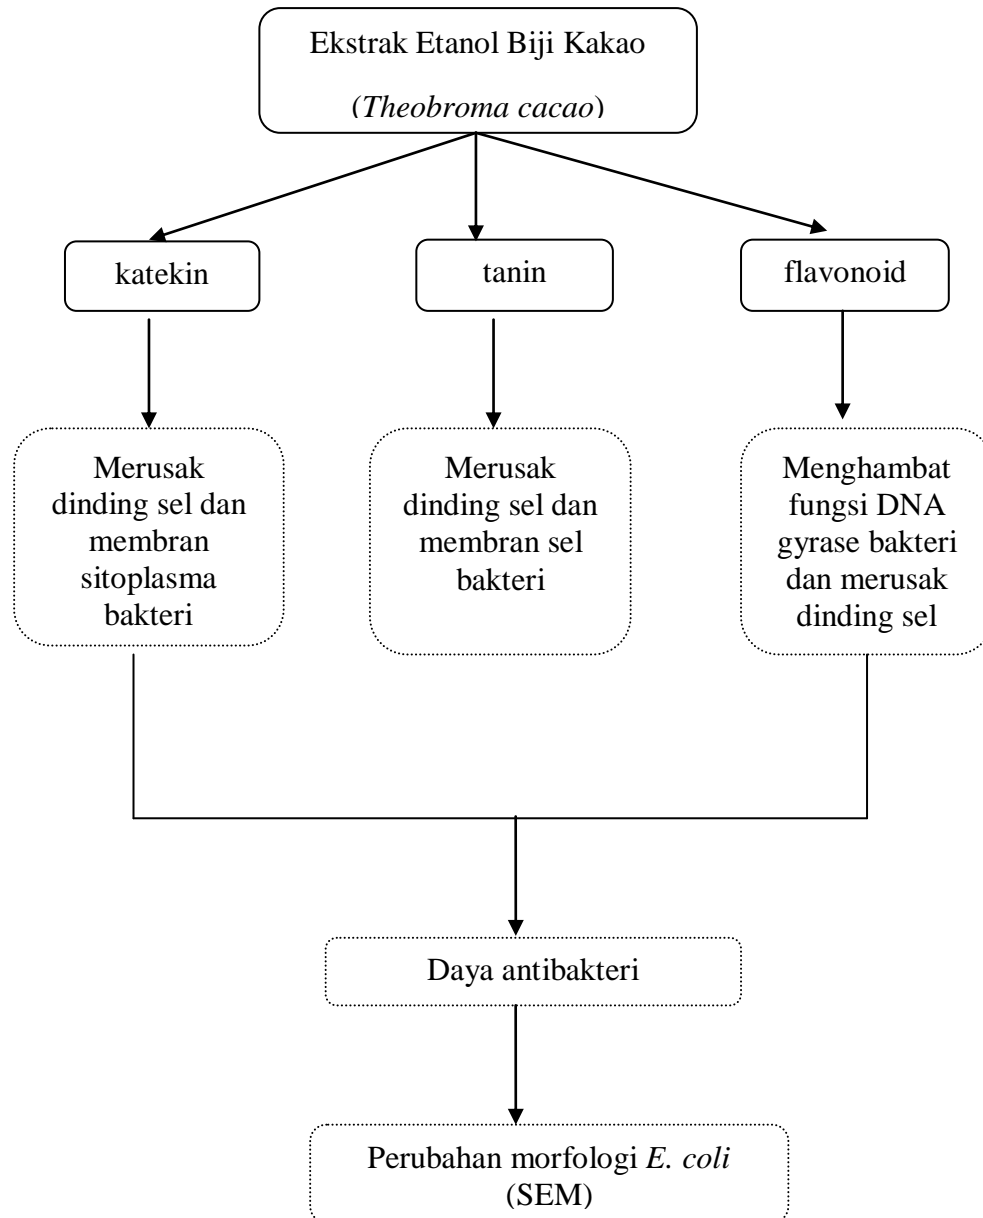 Ekstrak Etanol Biji Kakao
(Theobroma cacao)
katekin
tanin
flavonoid
Merusak
dinding sel dan
membran
sitoplasma
bakteri
Merusak
dinding sel dan
membran sel
bakteri
Menghambat
fungsi DNA
gyrase bakteri
dan merusak
dinding sel
Daya antibakteri
Perubahan morfologi E. coli
(SEM)